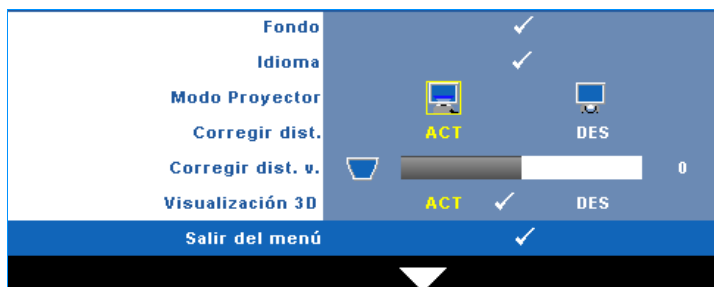 Fondo
Idioma
Modo Proyector
Corregir dist. ACT DES
Corregir dist. v. 0
Visualización 3D ACT DES
Salir del menú